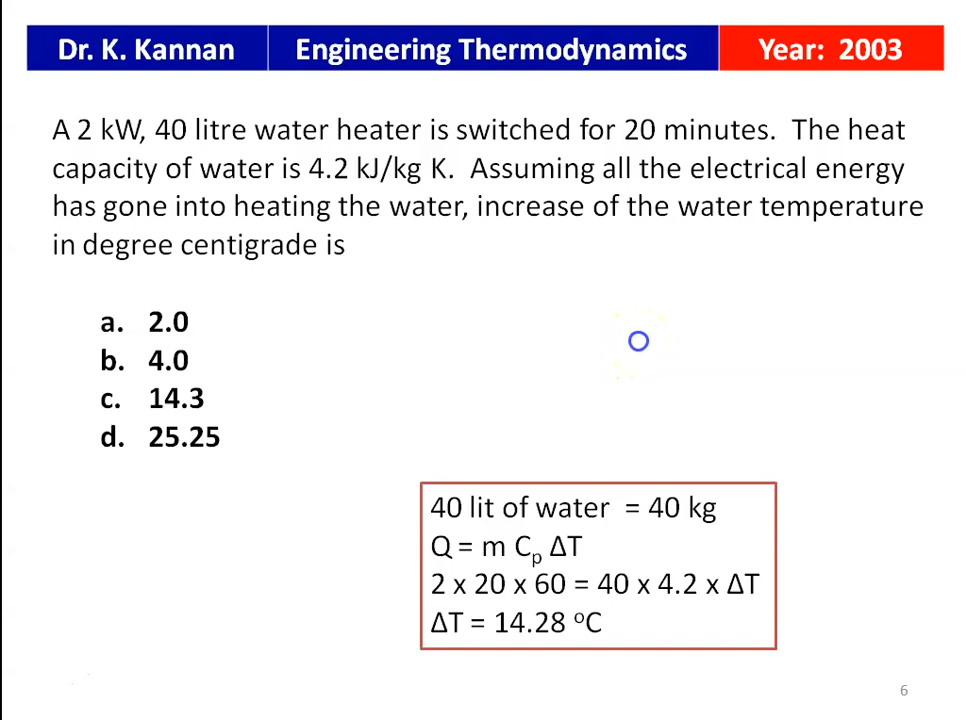 Dr. K. Kannan
Engineering Thermodynamics
Year: 2003
A 2 kW, 40 litre water heater is switched for 20 minutes. The heat
capacity of water is 4.2 kJ/kg K. Assuming all the electrical energy
has gone into heating the water, increase of the water temperature
in degree centigrade is
a. 2.0
b. 4.0
c. 14.3
d. 25.25
40 lit of water = 40 kg
Q = m Cp ΔT
2 x 20 x 60 = 40 x 4.2 x ΔT
ΔT = 14.28 ºC
6